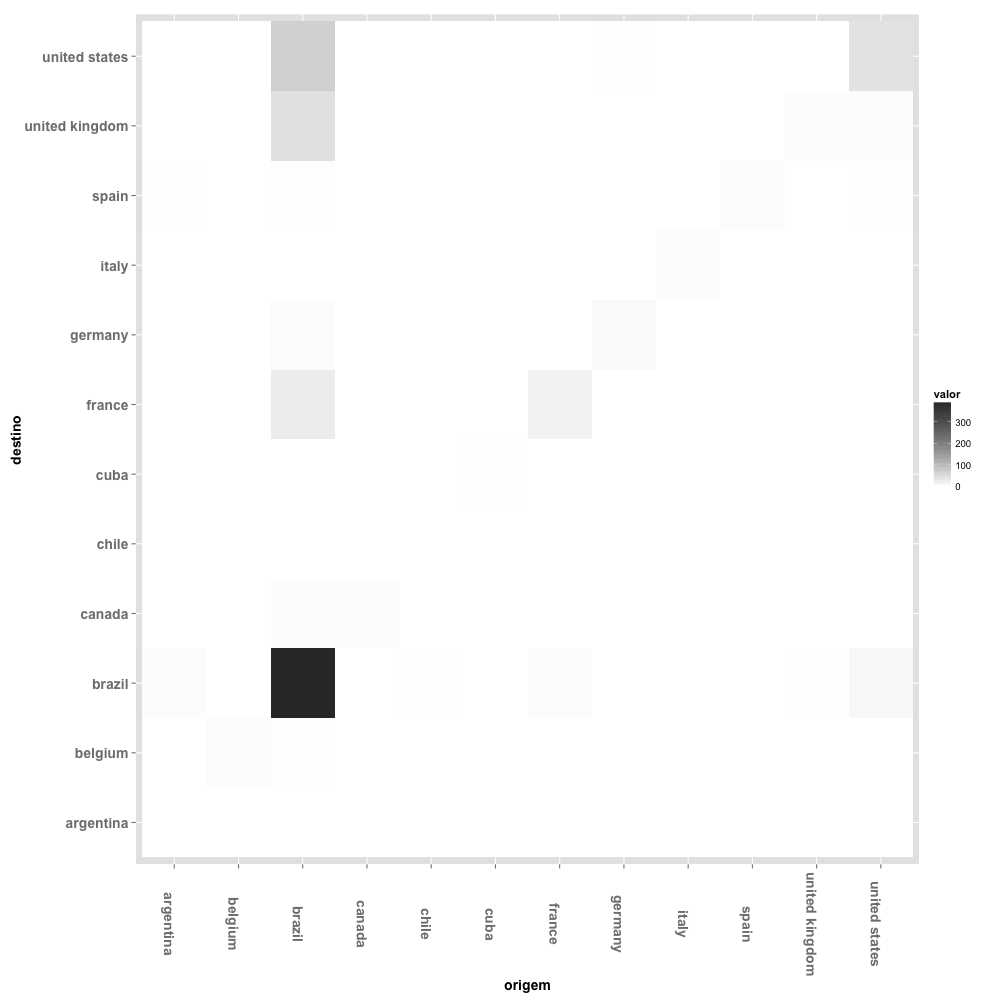 united states
united kingdom
spain
italy
germany
france
cuba
chile
canada
brazil
belgium
argentina
destino
argentina
belgium
brazil
canada
chile
cuba
france
germany
italy
spain
united kingdom
united states
origem
valor
300
200
100
0